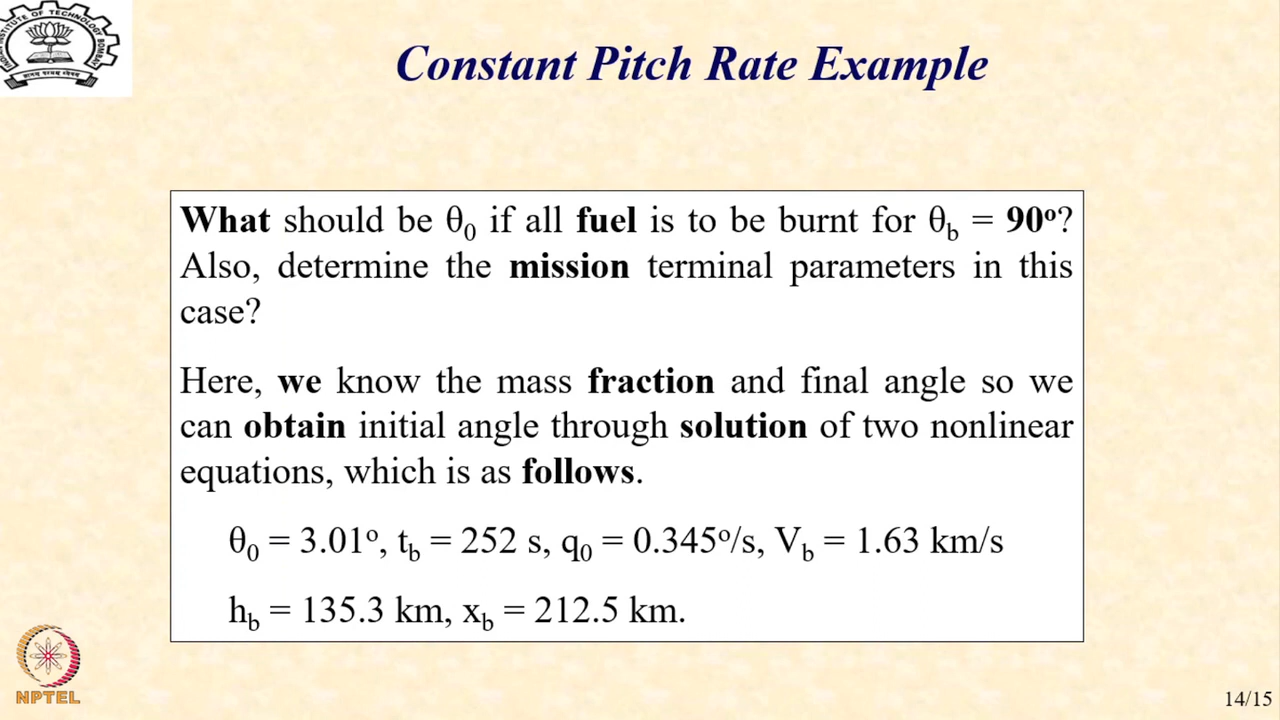 Constant Pitch Rate Example
What should be θ₀ if all fuel is to be burnt for θb = 90º?
Also, determine the mission terminal parameters in this
case?
Here, we know the mass fraction and final angle so we
can obtain initial angle through solution of two nonlinear
equations, which is as follows.
θ₀ = 3.01º, tb = 252 s, q₀ = 0.345º/s, Vb = 1.63 km/s
hb = 135.3 km, xb = 212.5 km.
NPTEL
14/15